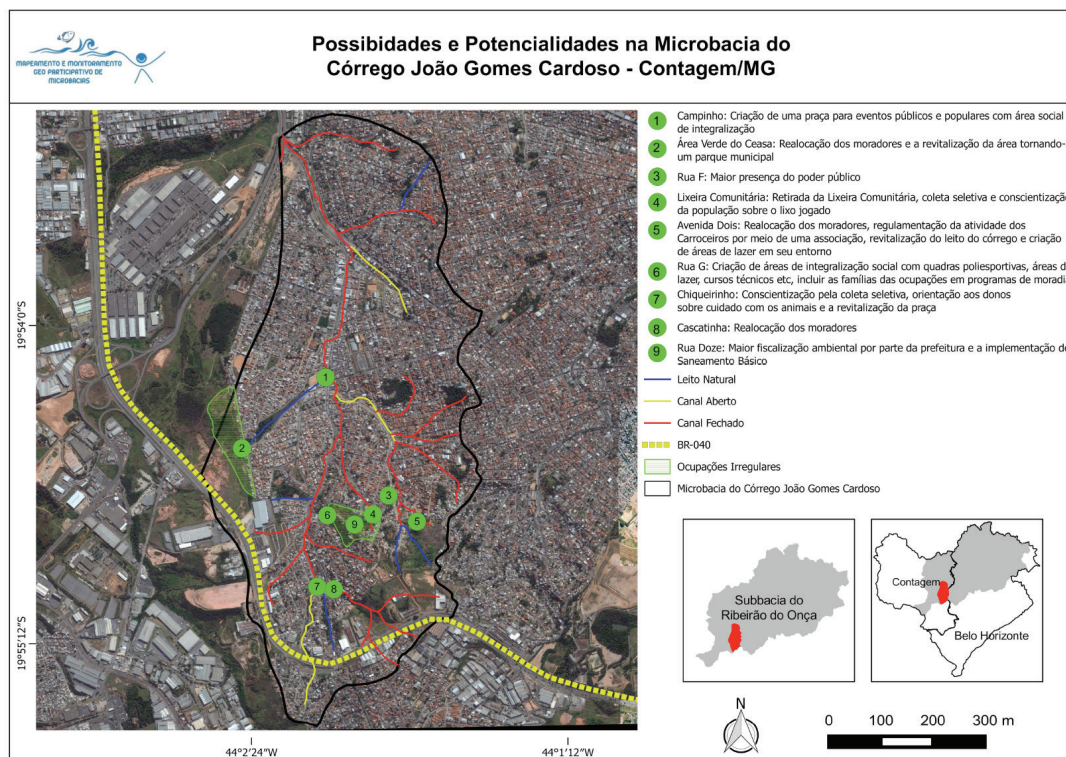 MAPEAMENTO E MONITORAMENTO
GEO PARTICIPATIVO DE
MICROBACIAS
Possibidades e Potencialidades na Microbacia do
Córrego João Gomes Cardoso - Contagem/MG
1 Campinho: Criação de uma praça para eventos públicos e populares com área social
de integralização
2 Área Verde do Ceasa: Realocação dos moradores e a revitalização da área tornando-
um parque municipal
3 Rua F: Maior presença do poder público
4 Lixeira Comunitária: Retirada da Lixeira Comunitária, coleta seletiva e conscientizaçã
da população sobre o lixo jogado
5 Avenida Dois: Realocação dos moradores, regulamentação da atividade dos
Carroceiros por meio de uma associação, revitalização do leito do córrego e criação
de áreas de lazer em seu entorno
6 Rua G: Criação de áreas de integralização social com quadras poliesportivas, áreas d
lazer, cursos técnicos etc, incluir as famílias das ocupações em programas de moradi
7 Chiqueirinho: Conscientização pela coleta seletiva, orientação aos donos
sobre cuidado com os animais e a revitalização da praça
8 Cascatinha: Realocação dos moradores
9 Rua Doze: Maior fiscalização ambiental por parte da prefeitura e a implementação de
Saneamento Básico
Leito Natural
Canal Aberto
Canal Fechado
BR-040
Ocupações Irregulares
Microbacia do Córrego João Gomes Cardoso
1
2
3
4
5
6
9
7
8
19°54'0"S
19°55'12"S
44°2'24"W
44°1'12"W
Subbacia do
Ribeirão do Onça
Contagem
Belo Horizonte
N
0 100 200 300 m